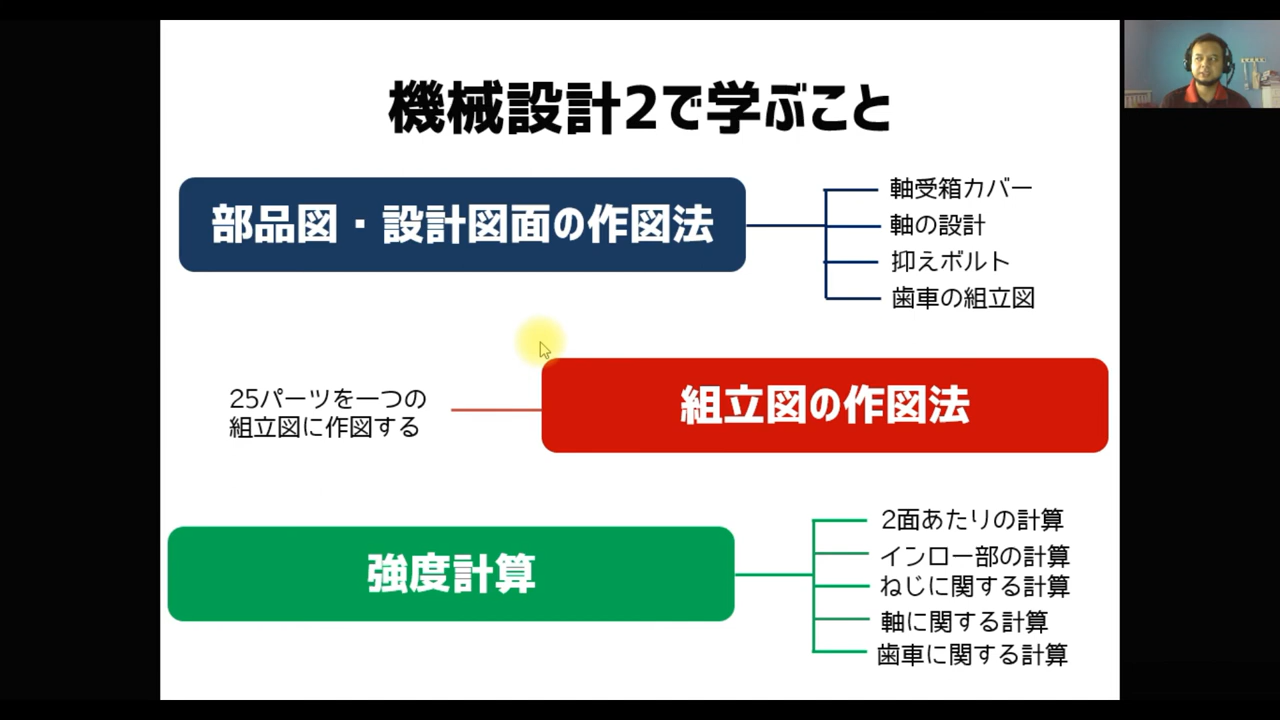 機械設計2で学ぶこと
部品図・設計図面の作図法
軸受箱カバー
軸の設計
抑えボルト
歯車の組立図
25パーツを一つの
組立図に作図する
組立図の作図法
強度計算
2面あたりの計算
インロー部の計算
ねじに関する計算
軸に関する計算
歯車に関する計算